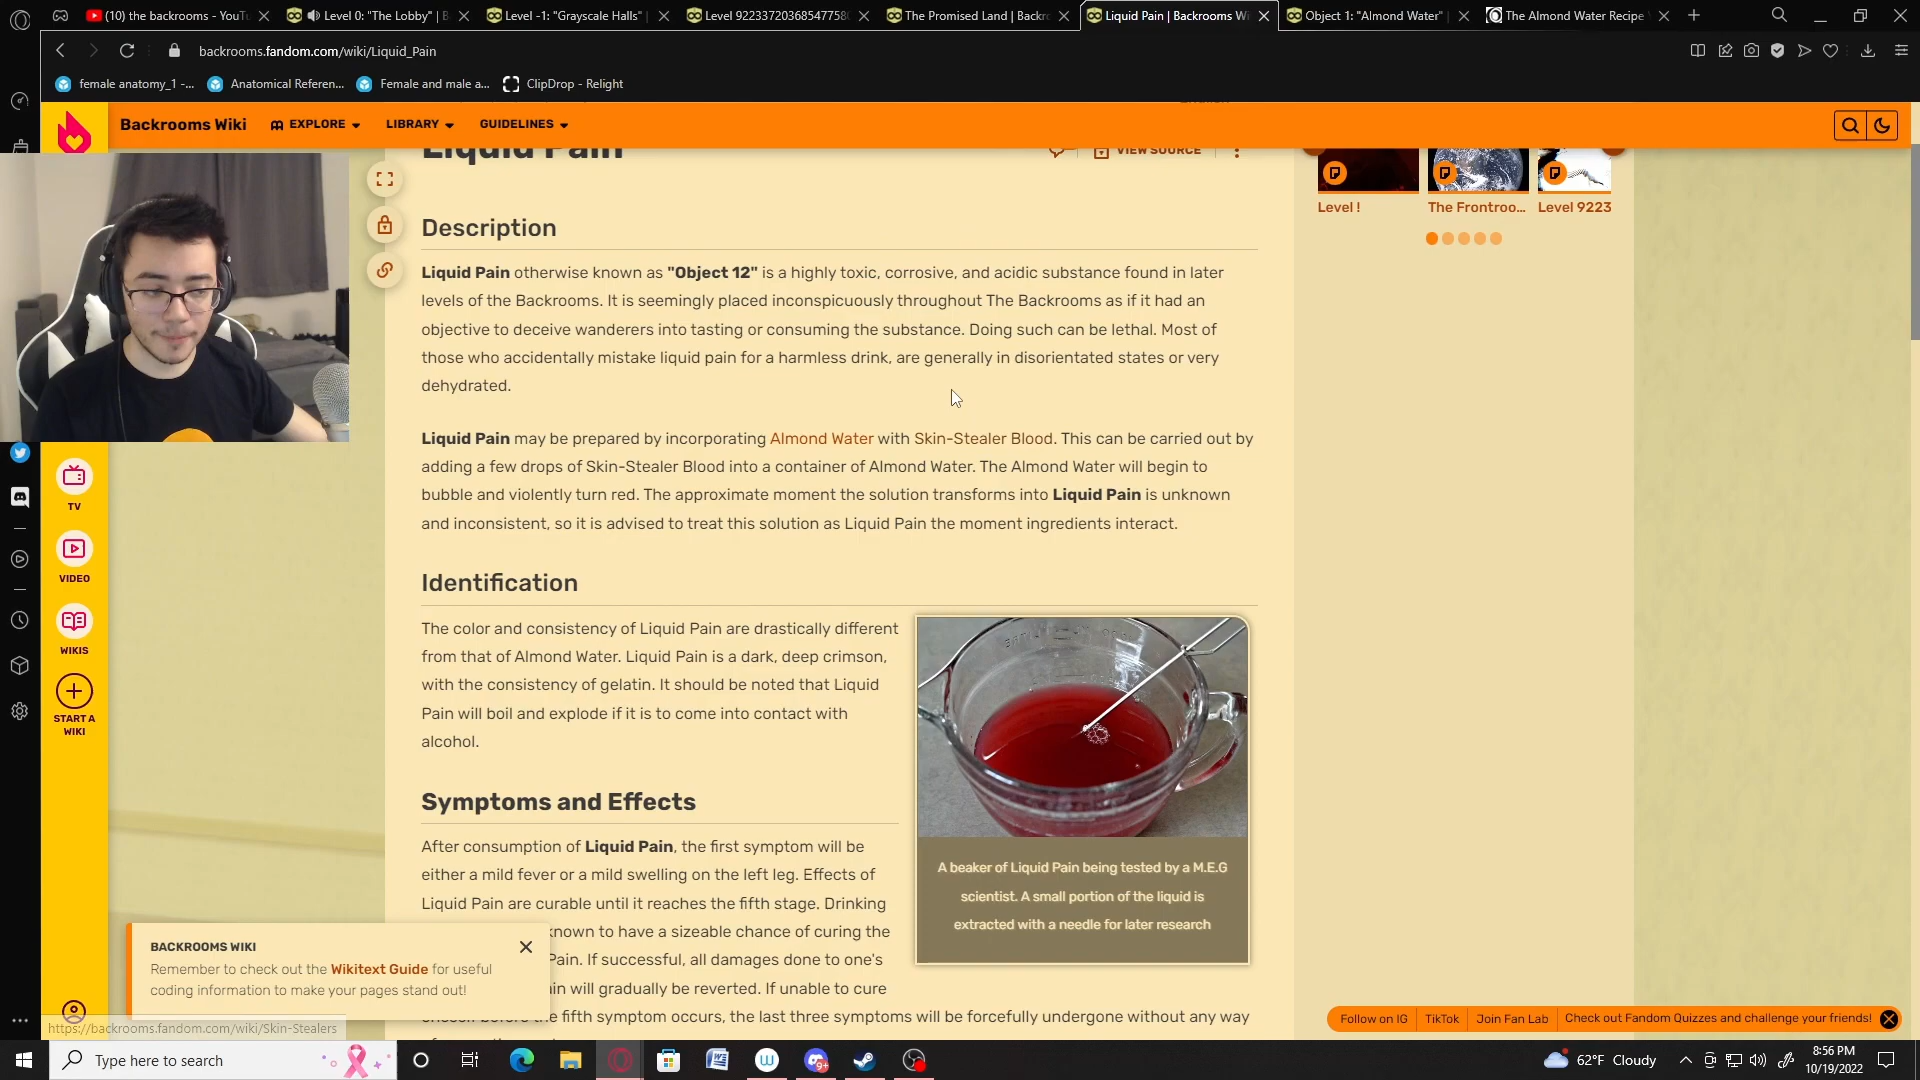 (10) the backrooms - YouTu
Level 0: "The Lobby" | B
Level -1: "Grayscale Halls" |
Level 9223372036854775807
The Promised Land | Backro
Liquid Pain | Backrooms Wi
Object 1: "Almond Water" |
The Almond Water Recipe
backrooms.fandom.com/wiki/Liquid_Pain
female anatomy_1 -...
Anatomical Referen...
Female and male a...
ClipDrop - Relight
Backrooms Wiki
EXPLORE
LIBRARY
GUIDELINES
Liquid Pain
VIEW SOURCE
Level !
The Frontroo...
Level 9223
Description
Liquid Pain otherwise known as "Object 12" is a highly toxic, corrosive, and acidic substance found in later
levels of the Backrooms. It is seemingly placed inconspicuously throughout The Backrooms as if it had an
objective to deceive wanderers into tasting or consuming the substance. Doing such can be lethal. Most of
those who accidentally mistake liquid pain for a harmless drink, are generally in disorientated states or very
dehydrated.
Liquid Pain may be prepared by incorporating Almond Water with Skin-Stealer Blood. This can be carried out by
adding a few drops of Skin-Stealer Blood into a container of Almond Water. The Almond Water will begin to
bubble and violently turn red. The approximate moment the solution transforms into Liquid Pain is unknown
and inconsistent, so it is advised to treat this solution as Liquid Pain the moment ingredients interact.
TV
VIDEO
WIKIS
START A
WIKI
Identification
The color and consistency of Liquid Pain are drastically different
from that of Almond Water. Liquid Pain is a dark, deep crimson,
with the consistency of gelatin. It should be noted that Liquid
Pain will boil and explode if it is to come into contact with
alcohol.
A beaker of Liquid Pain being tested by a M.E.G
scientist. A small portion of the liquid is
extracted with a needle for later research
Symptoms and Effects
After consumption of Liquid Pain, the first symptom will be
either a mild fever or a mild swelling on the left leg. Effects of
Liquid Pain are curable until it reaches the fifth stage. Drinking
known to have a sizeable chance of curing the
Pain. If successful, all damages done to one's
in will gradually be reverted. If unable to cure
the fifth symptom occurs, the last three symptoms will be forcefully undergone without any way
BACKROOMS WIKI
Remember to check out the Wikitext Guide for useful
coding information to make your pages stand out!
https://backrooms.fandom.com/wiki/Skin-Stealers
Follow on IG
TikTok
Join Fan Lab
Check out Fandom Quizzes and challenge your friends!
Type here to search
9+
62°F Cloudy
8:56 PM
10/19/2022